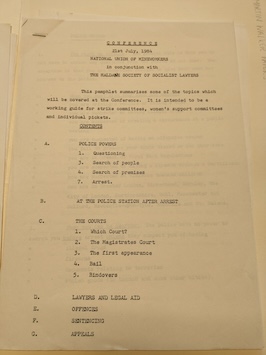 CONFERENCE
21st July, 1984
NATIONAL UNION OF MINEWORKERS
in conjunction with
THE HALDANE SOCIETY OF SOCIALIST LAWYERS
This pamphlet summarises some of the topics which
will be covered at the Conference. It is intended to be a
working guide for strike committees, women's support committees
and individual pickets.
CONTENTS
A. POLICE POWERS
1. Questioning
2. Search of people
4. Search of premises
7. Arrest.
B. AT THE POLICE STATION AFTER ARREST
C. THE COURTS
1. Which Court?
2. The Magistrates Court
3. The first appearance
4. Bail
5. Bindovers
D. LAWYERS AND LEGAL AID
E. OFFENCES
F. SENTENCING
G. APPEALS